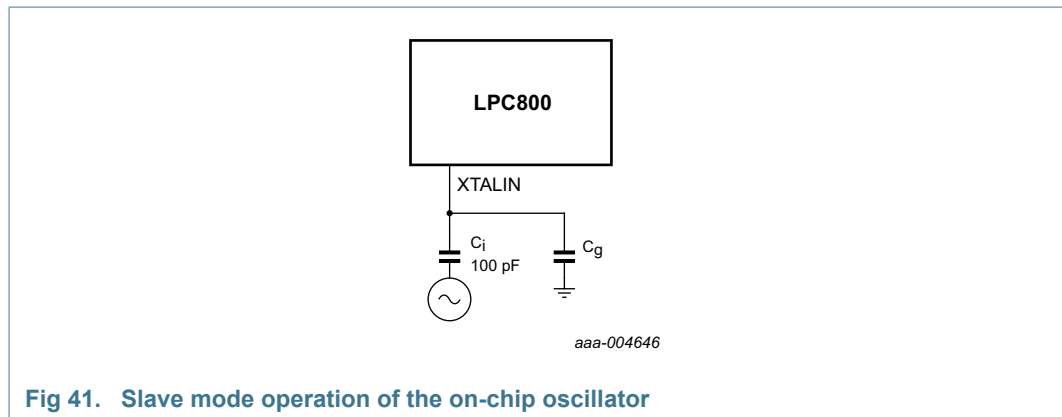 LPC800
XTALIN
Ci
100 pF
Cg
aaa-004646
Fig 41. Slave mode operation of the on-chip oscillator